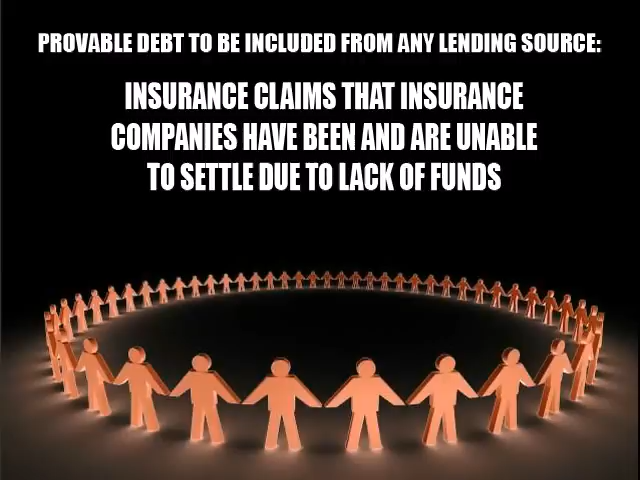 PROVABLE DEBT TO BE INCLUDED FROM ANY LENDING SOURCE:
INSURANCE CLAIMS THAT INSURANCE
COMPANIES HAVE BEEN AND ARE UNABLE
TO SETTLE DUE TO LACK OF FUNDS